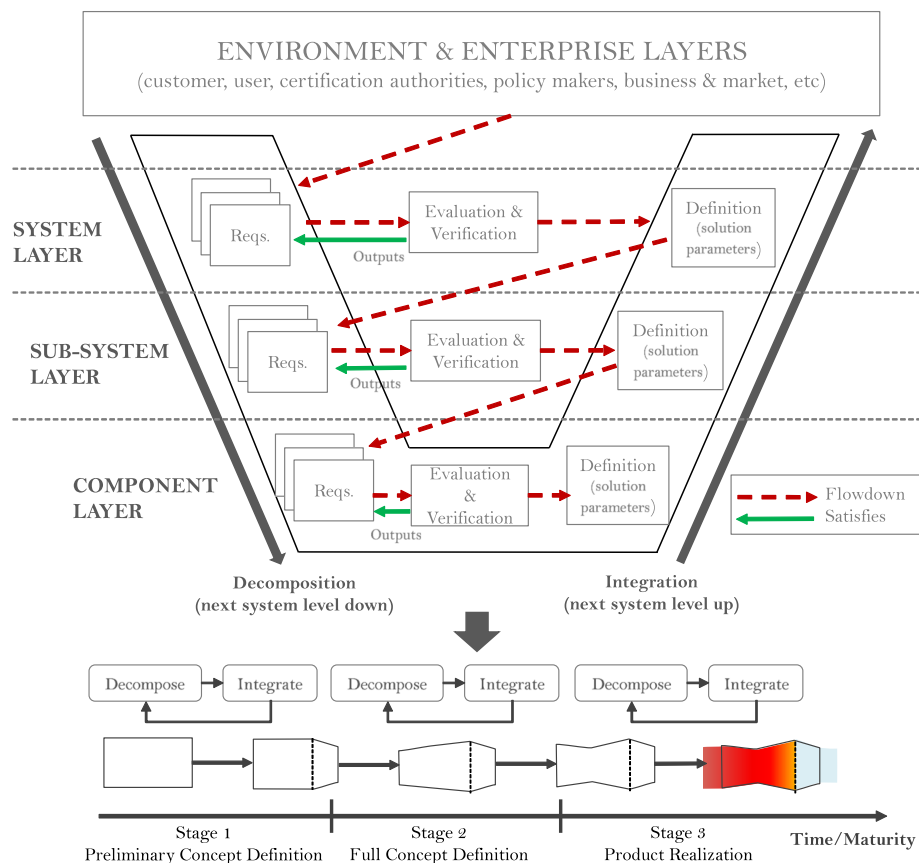 ENVIRONMENT & ENTERPRISE LAYERS
(customer, user, certification authorities, policy makers, business & market, etc)
SYSTEM
LAYER
Reqs.
Evaluation &
Verification
Outputs
Definition
(solution
parameters)
SUB-SYSTEM
LAYER
Reqs.
Evaluation &
Verification
Outputs
Definition
(solution
parameters)
COMPONENT
LAYER
Reqs.
Evaluation
&
Verification
Outputs
Definition
(solution
parameters)
Flowdown
Satisfies
Decomposition
(next system level down)
Integration
(next system level up)
Decompose
Integrate
Decompose
Integrate
Decompose
Integrate
Stage 1
Preliminary Concept Definition
Stage 2
Full Concept Definition
Stage 3
Product Realization
Time/Maturity